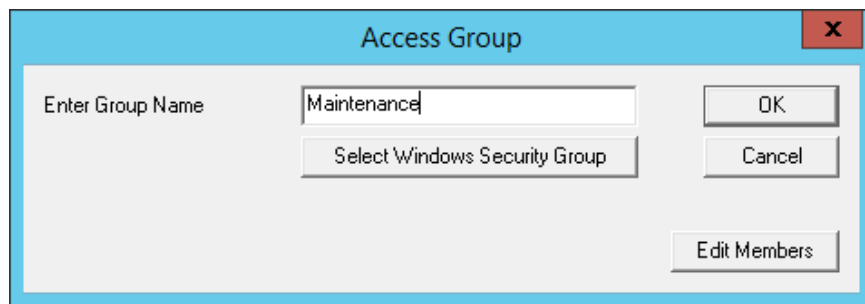 Access Group
x
Enter Group Name
Maintenance
OK
Select Windows Security Group
Cancel
Edit Members